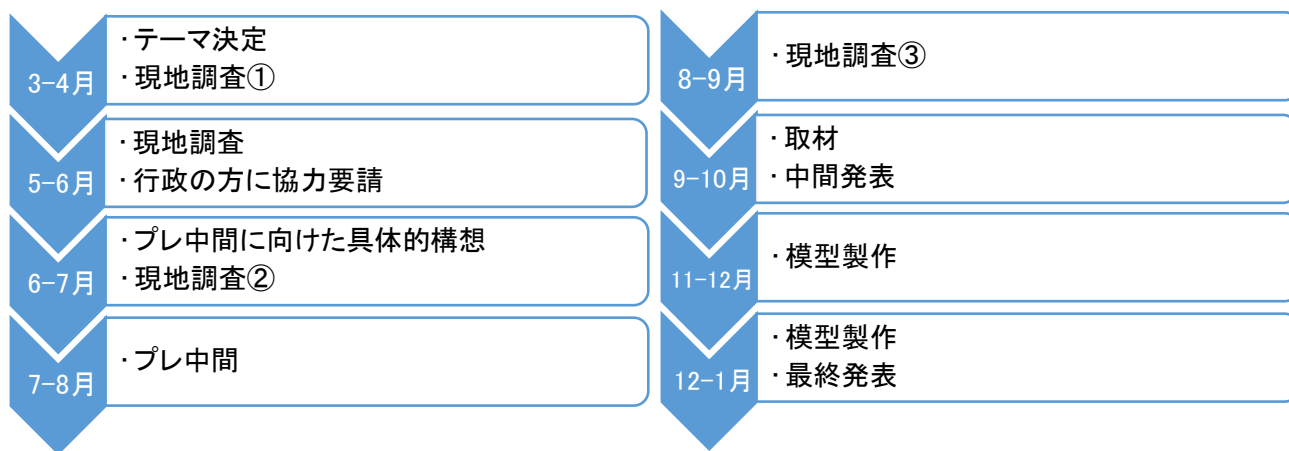 3-4月
・テーマ決定
・現地調査①
5-6月
・現地調査
・行政の方に協力要請
6-7月
・プレ中間に向けた具体的構想
・現地調査②
7-8月
・プレ中間
8-9月
・現地調査③
9-10月
・取材
・中間発表
11-12月
・模型製作
12-1月
・模型製作
・最終発表